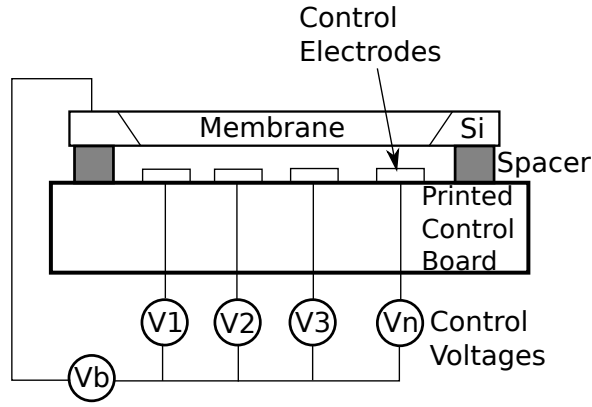 Control
Electrodes
Membrane
Si
Spacer
Printed
Control
Board
V1
V2
V3
Vn
Control
Voltages
Vb